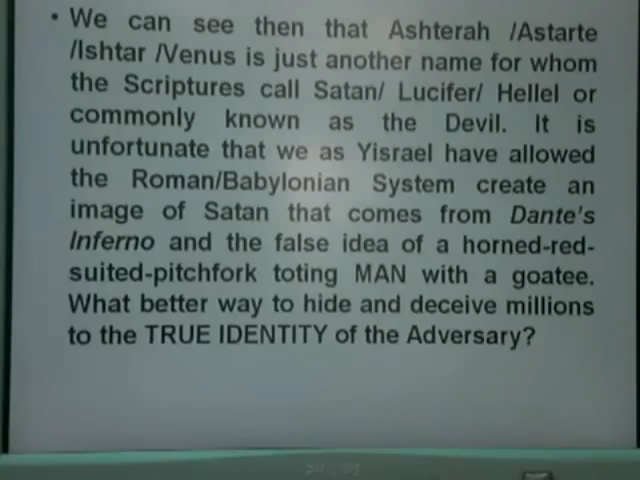 • We can see then that Ashterah /Astarte
/Ishtar /Venus is just another name for whom
the Scriptures call Satan/ Lucifer/ Hellel or
commonly known as the Devil. It is
unfortunate that we as Yisrael have allowed
the Roman/Babylonian System create an
image of Satan that comes from Dante's
Inferno and the false idea of a horned-red-
suited-pitchfork toting MAN with a goatee.
What better way to hide and deceive millions
to the TRUE IDENTITY of the Adversary?